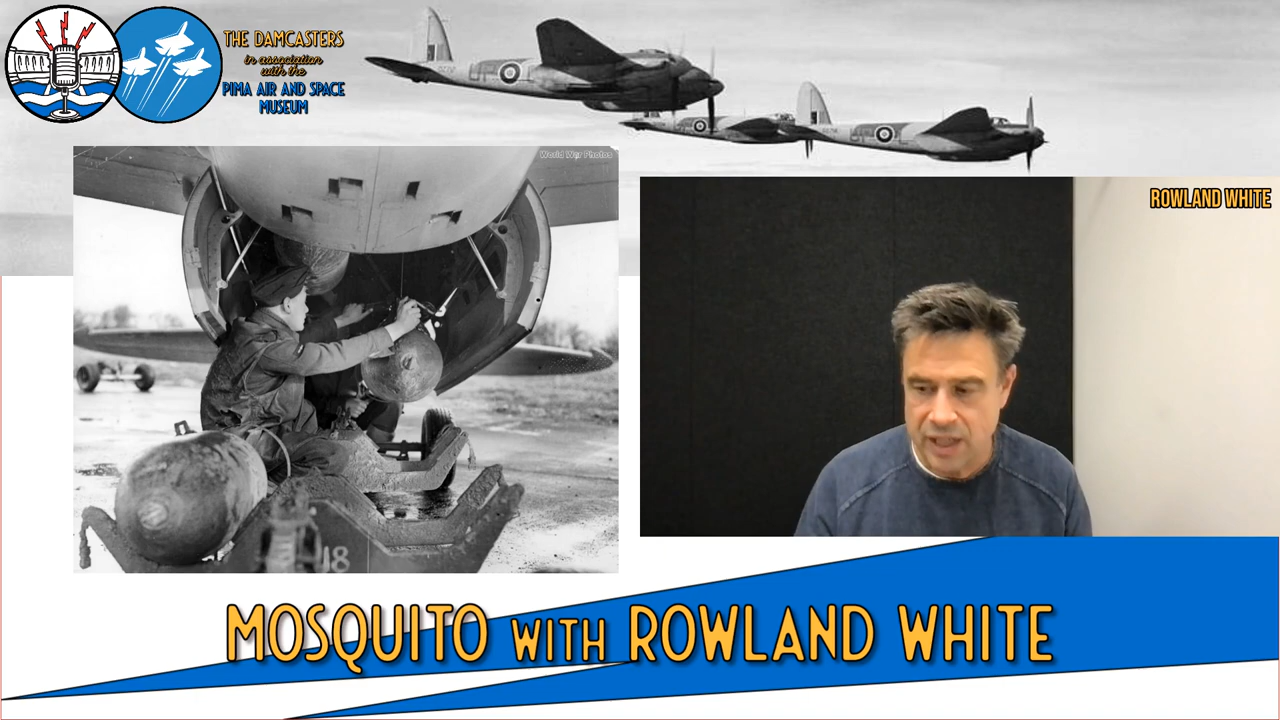 THE DAMCASTERS
in association
with the
PIMA AIR AND SPACE
MUSEUM
World War Photos
ROWLAND WHITE
18
MOSQUITO WITH ROWLAND WHITE